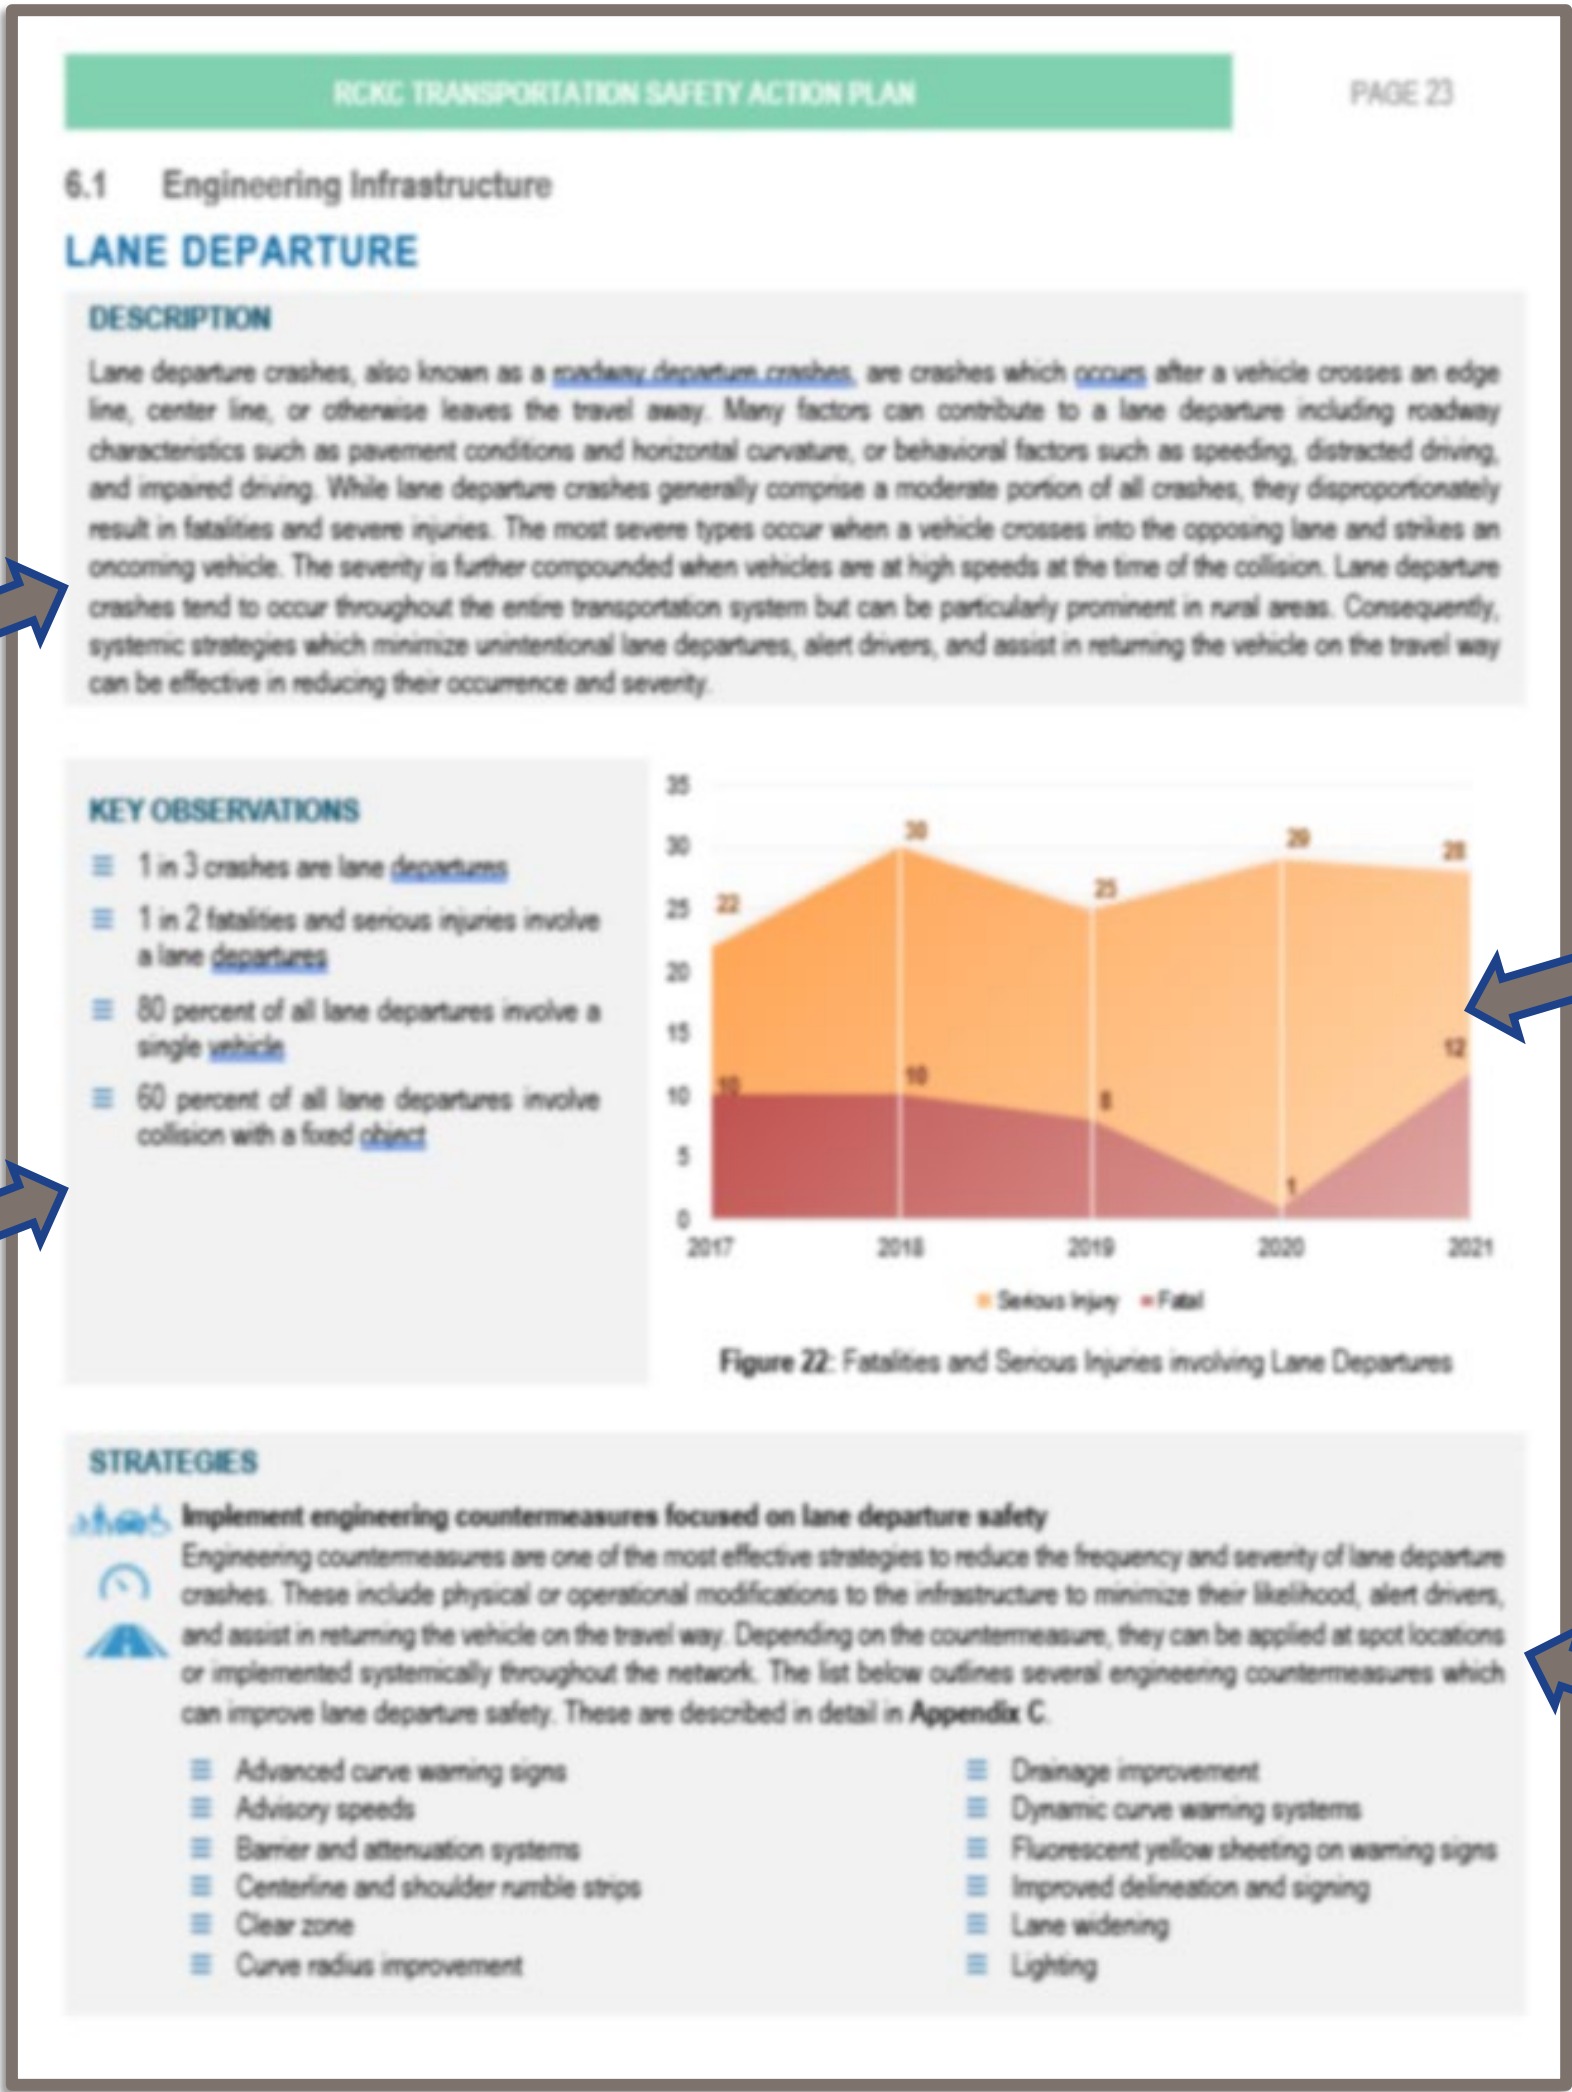 RCKC TRANSPORTATION SAFETY ACTION PLAN
PAGE 23
6.1 Engineering Infrastructure
LANE DEPARTURE
DESCRIPTION
Lane departure crashes, also known as a roadway departure crashes, are crashes which occurs after a vehicle crosses an edge
line, center line, or otherwise leaves the travel away. Many factors can contribute to a lane departure including roadway
characteristics such as pavement conditions and horizontal curvature, or behavioral factors such as speeding, distracted driving,
and impaired driving. While lane departure crashes generally comprise a moderate portion of all crashes, they disproportionately
result in fatalities and severe injuries. The most severe types occur when a vehicle crosses into the opposing lane and strikes an
oncoming vehicle. The severity is further compounded when vehicles are at high speeds at the time of the collision. Lane departure
crashes tend to occur throughout the entire transportation system but can be particularly prominent in rural areas. Consequently,
systemic strategies which minimize unintentional lane departures, alert drivers, and assist in returning the vehicle on the travel way
can be effective in reducing their occurrence and severity.
KEY OBSERVATIONS
1 in 3 crashes are lane departures
1 in 2 fatalities and serious injuries involve
a lane departures
80 percent of all lane departures involve a
single vehicle
60 percent of all lane departures involve
collision with a fixed object
35
30
25
20
15
10
5
0
22
30
25
29
28
10
10
8
1
12
2017 2018 2019 2020 2021
Serious Injury Fatal
Figure 22: Fatalities and Serious Injuries involving Lane Departures
STRATEGIES
Implement engineering countermeasures focused on lane departure safety
Engineering countermeasures are one of the most effective strategies to reduce the frequency and severity of lane departure
crashes. These include physical or operational modifications to the infrastructure to minimize their likelihood, alert drivers,
and assist in returning the vehicle on the travel way. Depending on the countermeasure, they can be applied at spot locations
or implemented systemically throughout the network. The list below outlines several engineering countermeasures which
can improve lane departure safety. These are described in detail in Appendix C.
Advanced curve warning signs
Advisory speeds
Barrier and attenuation systems
Centerline and shoulder rumble strips
Clear zone
Curve radius improvement
Drainage improvement
Dynamic curve warning systems
Fluorescent yellow sheeting on warning signs
Improved delineation and signing
Lane widening
Lighting